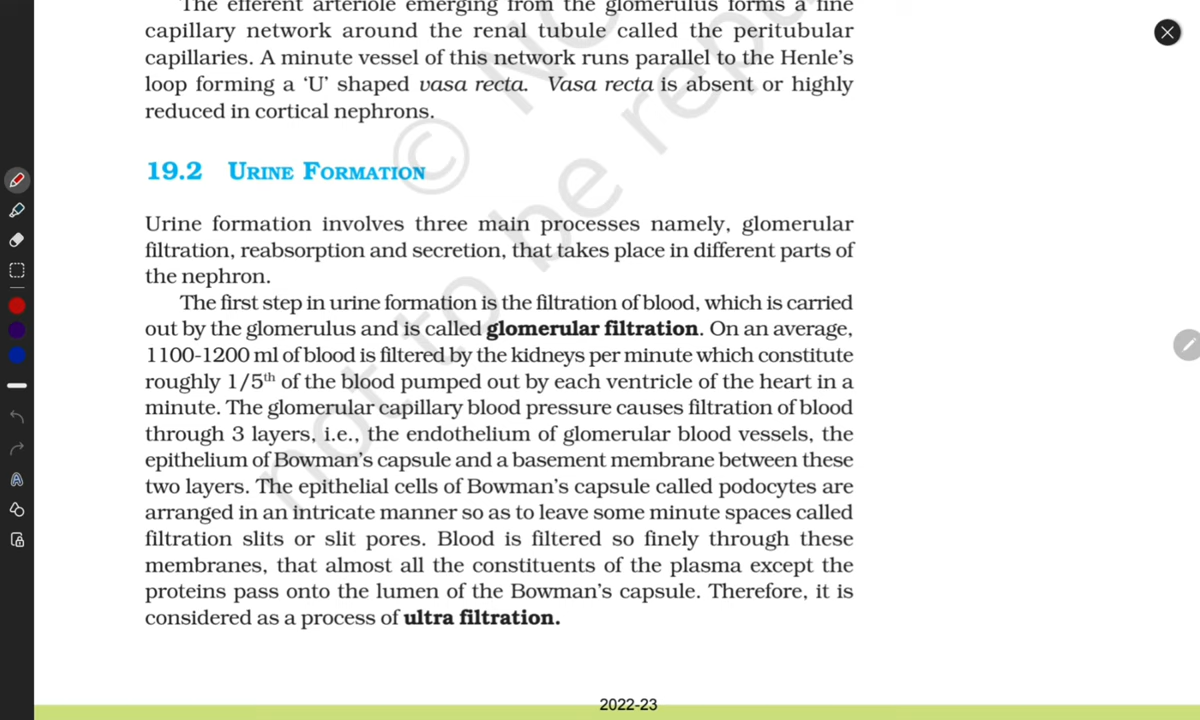 The efferent arteriole emerging from the glomerulus forms a fine
capillary network around the renal tubule called the peritubular
capillaries. A minute vessel of this network runs parallel to the Henle's
loop forming a 'U' shaped vasa recta. Vasa recta is absent or highly
reduced in cortical nephrons.
19.2 URINE FORMATION
Urine formation involves three main processes namely, glomerular
filtration, reabsorption and secretion, that takes place in different parts of
the nephron.
The first step in urine formation is the filtration of blood, which is carried
out by the glomerulus and is called glomerular filtration. On an average,
1100-1200 ml of blood is filtered by the kidneys per minute which constitute
roughly 1/5th of the blood pumped out by each ventricle of the heart in a
minute. The glomerular capillary blood pressure causes filtration of blood
through 3 layers, i.e., the endothelium of glomerular blood vessels, the
epithelium of Bowman's capsule and a basement membrane between these
two layers. The epithelial cells of Bowman's capsule called podocytes are
arranged in an intricate manner so as to leave some minute spaces called
filtration slits or slit pores. Blood is filtered so finely through these
membranes, that almost all the constituents of the plasma except the
proteins pass onto the lumen of the Bowman's capsule. Therefore, it is
considered as a process of ultra filtration.
© NC
not to be repu
2022-23